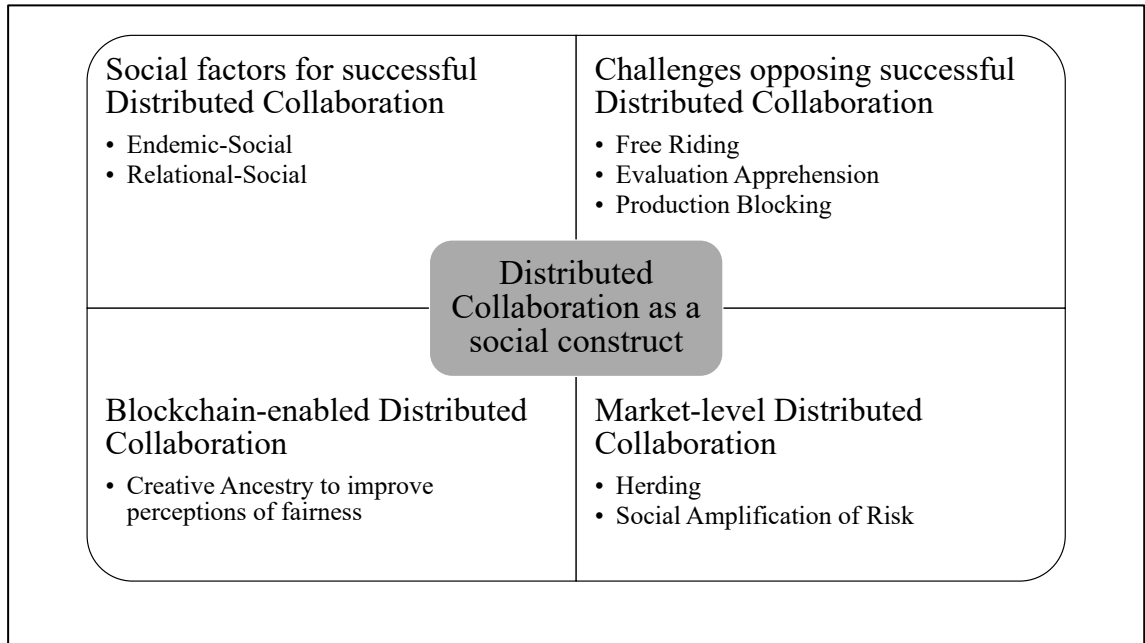 Social factors for successful
Distributed Collaboration
• Endemic-Social
• Relational-Social
Challenges opposing successful
Distributed Collaboration
• Free Riding
• Evaluation Apprehension
• Production Blocking
Distributed
Collaboration as a
social construct
Blockchain-enabled Distributed
Collaboration
• Creative Ancestry to improve
perceptions of fairness
Market-level Distributed
Collaboration
• Herding
• Social Amplification of Risk